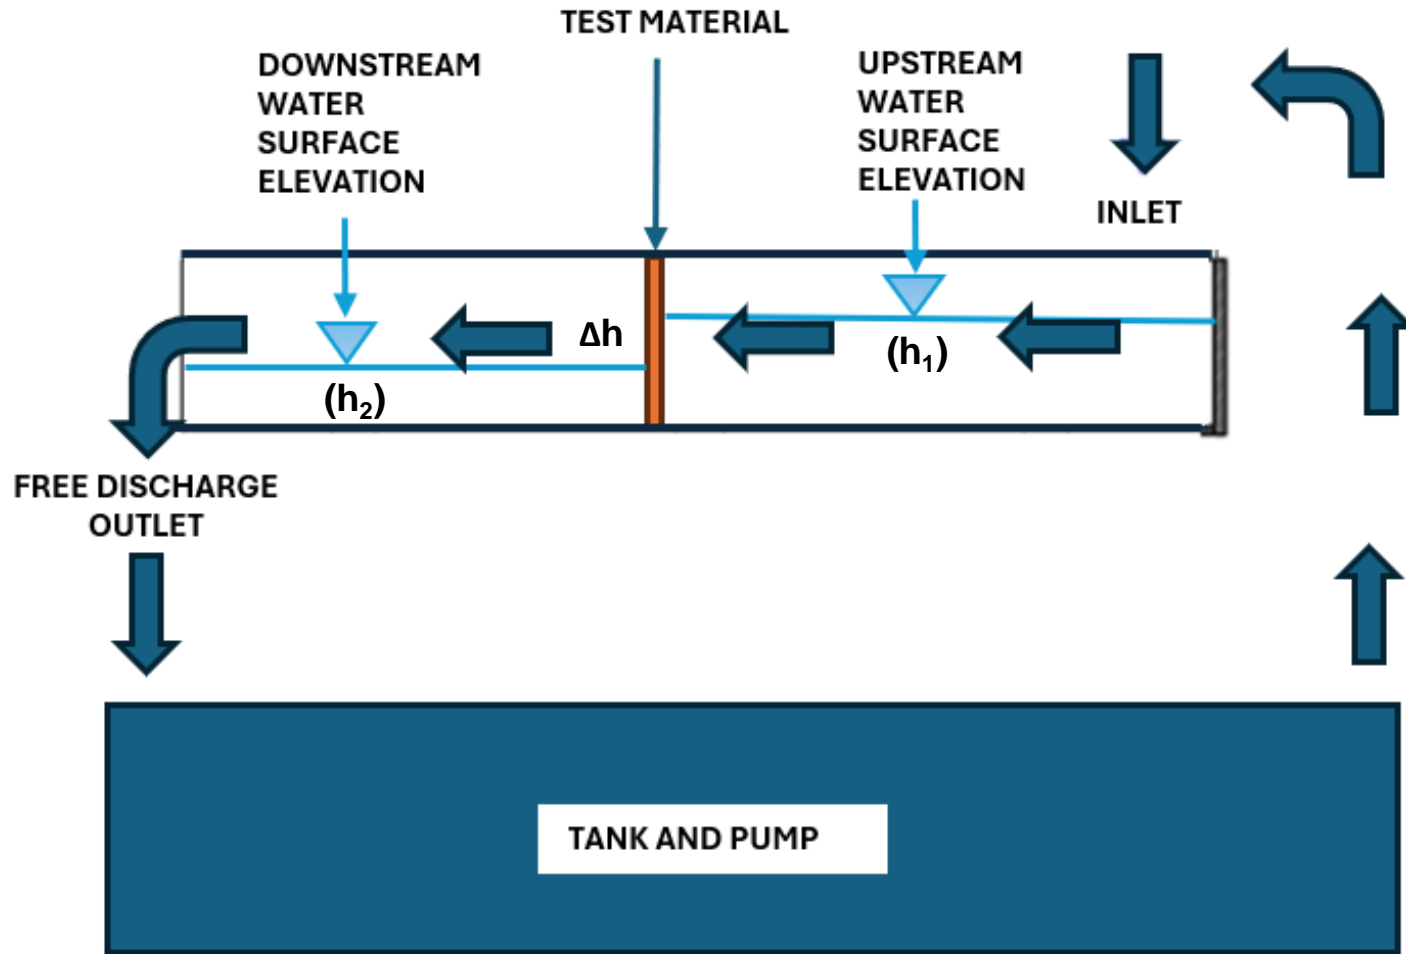 TEST MATERIAL
DOWNSTREAM
WATER
SURFACE
ELEVATION
UPSTREAM
WATER
SURFACE
ELEVATION
INLET
Δh
(h₁)
(h₂)
FREE DISCHARGE
OUTLET
TANK AND PUMP